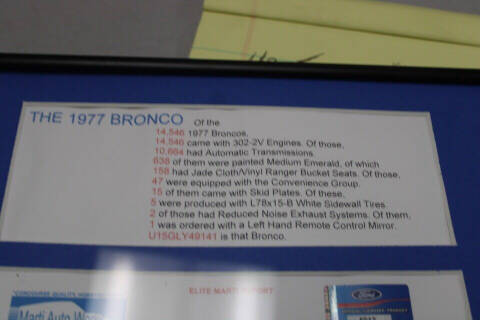 THE 1977 BRONCO Of the
14,546 1977 Broncos,
14,546 came with 302-2V Engines. Of those,
10,664 had Automatic Transmissions.
638 of them were painted Medium Emerald, of which
158 had Jade Cloth/Vinyl Ranger Bucket Seats. Of those,
47 were equipped with the Convenience Group.
15 of them came with Skid Plates. Of these,
5 were produced with L78x15-B White Sidewall Tires.
2 of those had Reduced Noise Exhaust Systems. Of them,
1 was ordered with a Left Hand Remote Control Mirror.
U15GLY49141 is that Bronco.
ELITE MARTI REPORT
Marti Auto Works
Ford